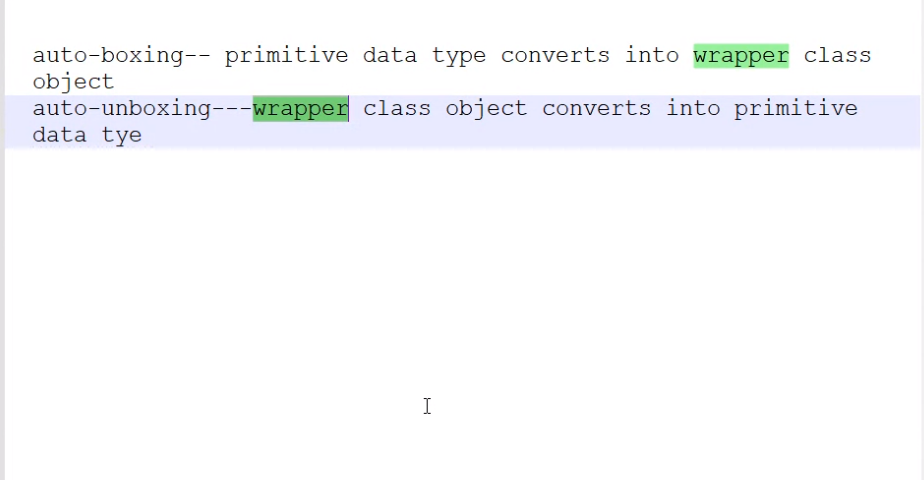 auto-boxing-- primitive data type converts into wrapper class
object
auto-unboxing---wrapper class object converts into primitive
data tye